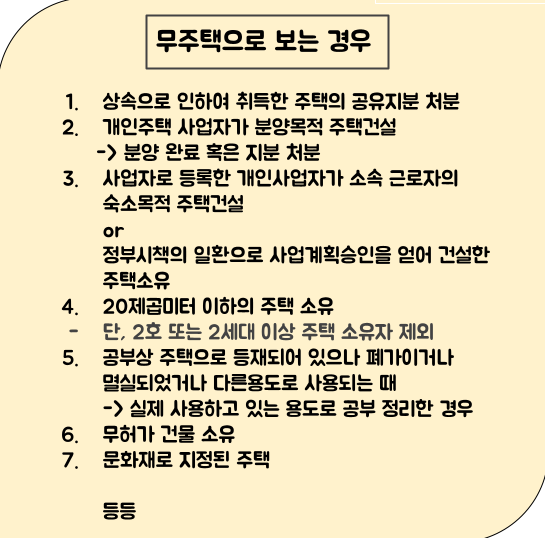 무주택으로 보는 경우
1. 상속으로 인하여 취득한 주택의 공유지분 처분
2. 개인주택 사업자가 분양목적 주택건설
-> 분양 완료 혹은 지분 처분
3. 사업자로 등록한 개인사업자가 소속 근로자의
숙소목적 주택건설
or
정부시책의 일환으로 사업계획승인을 얻어 건설한
주택소유
4. 20제곱미터 이하의 주택 소유
- 단, 2호 또는 2세대 이상 주택 소유자 제외
5. 공부상 주택으로 등재되어 있으나 폐가이거나
멸실되었거나 다른용도로 사용되는 때
-> 실제 사용하고 있는 용도로 공부 정리한 경우
6. 무허가 건물 소유
7. 문화재로 지정된 주택
등등